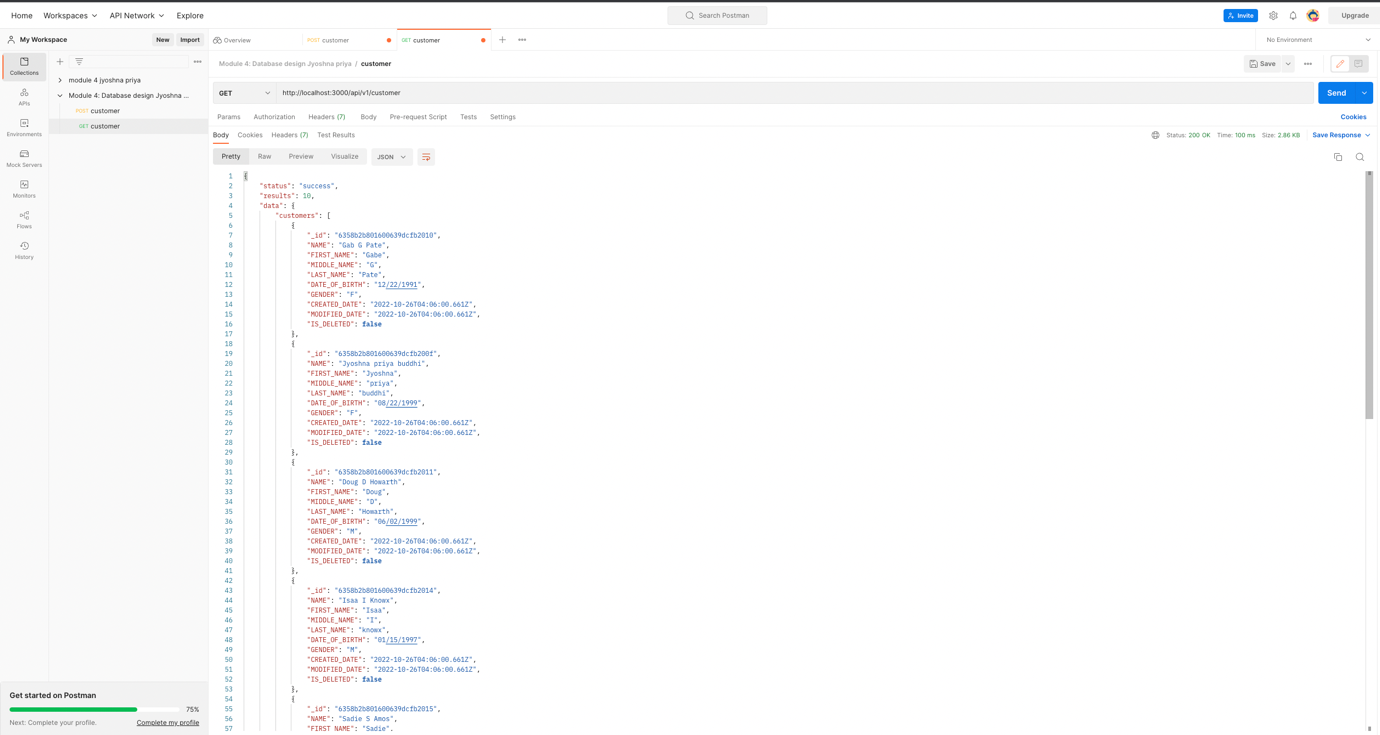 Home Workspaces API Network Explore Search Postman Invite Upgrade
My Workspace New Import Overview POST customer GET customer No Environment
Collections
APIs
Environments
Mock Servers
Monitors
Flows
History
module 4 jyoshna priya
Module 4: Database design Jyoshna ...
POST customer
GET customer
Module 4: Database design Jyoshna priya / customer Save
GET http://localhost:3000/api/v1/customer Send
Params Authorization Headers (7) Body Pre-request Script Tests Settings Cookies
Body Cookies Headers (7) Test Results Status: 200 OK Time: 100 ms Size: 2.86 KB Save Response
Pretty Raw Preview Visualize JSON
1 {
2 "status": "success",
3 "results": 10,
4 "data": {
5 "customers": [
6 {
7 "_id": "6358b2b801600639dcfb2010",
8 "NAME": "Gab G Pate",
9 "FIRST_NAME": "Gabe",
10 "MIDDLE_NAME": "G",
11 "LAST_NAME": "Pate",
12 "DATE_OF_BIRTH": "12/22/1991",
13 "GENDER": "F",
14 "CREATED_DATE": "2022-10-26T04:06:00.661Z",
15 "MODIFIED_DATE": "2022-10-26T04:06:00.661Z",
16 "IS_DELETED": false
17 },
18 {
19 "_id": "6358b2b801600639dcfb200f",
20 "NAME": "Jyoshna priya buddhi",
21 "FIRST_NAME": "Jyoshna",
22 "MIDDLE_NAME": "priya",
23 "LAST_NAME": "buddhi",
24 "DATE_OF_BIRTH": "08/22/1999",
25 "GENDER": "F",
26 "CREATED_DATE": "2022-10-26T04:06:00.661Z",
27 "MODIFIED_DATE": "2022-10-26T04:06:00.661Z",
28 "IS_DELETED": false
29 },
30 {
31 "_id": "6358b2b801600639dcfb2011",
32 "NAME": "Doug D Howarth",
33 "FIRST_NAME": "Doug",
34 "MIDDLE_NAME": "D",
35 "LAST_NAME": "Howarth",
36 "DATE_OF_BIRTH": "06/02/1999",
37 "GENDER": "M",
38 "CREATED_DATE": "2022-10-26T04:06:00.661Z",
39 "MODIFIED_DATE": "2022-10-26T04:06:00.661Z",
40 "IS_DELETED": false
41 },
42 {
43 "_id": "6358b2b801600639dcfb2014",
44 "NAME": "Isaa I Knowx",
45 "FIRST_NAME": "Isaa",
46 "MIDDLE_NAME": "I",
47 "LAST_NAME": "knowx",
48 "DATE_OF_BIRTH": "01/15/1997",
49 "GENDER": "M",
50 "CREATED_DATE": "2022-10-26T04:06:00.661Z",
51 "MODIFIED_DATE": "2022-10-26T04:06:00.661Z",
52 "IS_DELETED": false
53 },
54 {
55 "_id": "6358b2b801600639dcfb2015",
56 "NAME": "Sadie S Amos",
57 "FIRST_NAME": "Sadie",
Get started on Postman
75%
Next: Complete your profile. Complete my profile